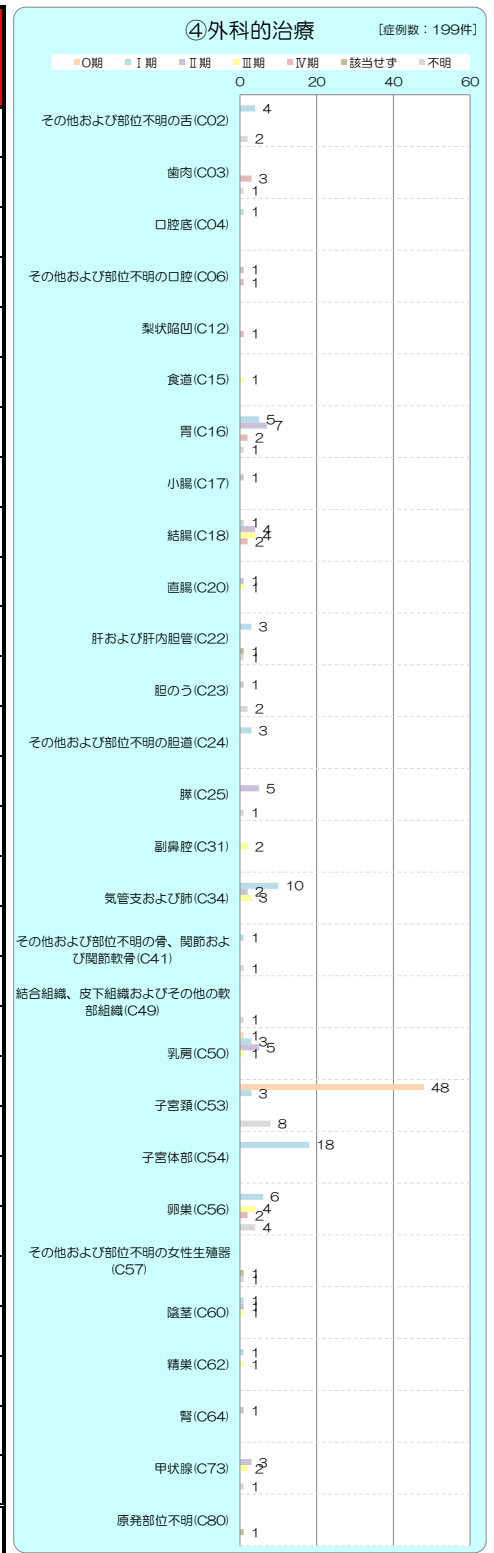 ④外科的治療 [症例数：199件]
0期 Ⅰ期 Ⅱ期 Ⅲ期 Ⅳ期 該当せず 不明
0 20 40 60
その他および部位不明の舌(C02)
4
2
歯肉(C03)
3
1
口腔底(C04)
1
その他および部位不明の口腔(C06)
1
1
梨状陥凹(C12)
1
食道(C15)
1
胃(C16)
5
7
2
1
小腸(C17)
1
結腸(C18)
1
4
4
2
直腸(C20)
1
1
肝および肝内胆管(C22)
3
1
1
胆のう(C23)
1
2
その他および部位不明の胆道(C24)
3
膵(C25)
5
1
副鼻腔(C31)
2
気管支および肺(C34)
10
2
3
その他および部位不明の骨、関節およ
び関節軟骨(C41)
1
1
結合組織、皮下組織およびその他の軟
部組織(C49)
1
乳房(C50)
1
3
5
1
子宮頚(C53)
48
3
8
子宮体部(C54)
18
卵巣(C56)
6
4
2
4
その他および部位不明の女性生殖器
(C57)
1
1
陰茎(C60)
1
1
1
精巣(C62)
1
1
腎(C64)
1
甲状腺(C73)
3
2
1
原発部位不明(C80)
1